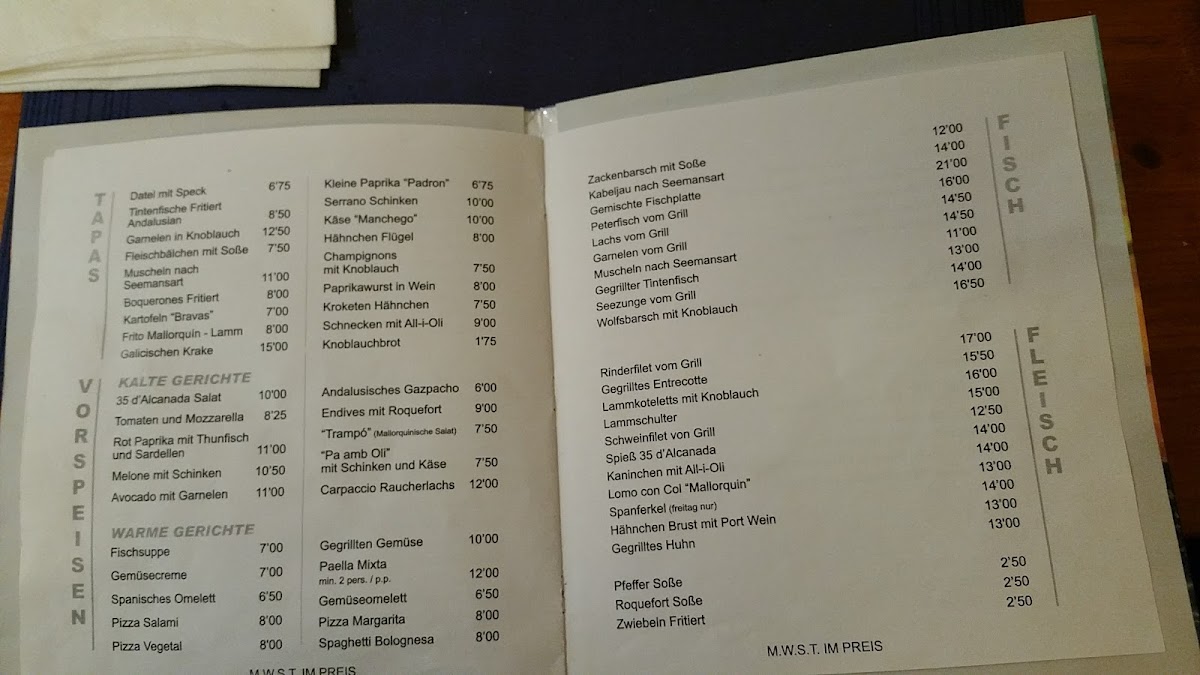 TAPAS
Datel mit Speck 6'75
Tintenfische Fritiert
Andalusian 8'50
Garnelen in Knoblauch 12'50
Fleischbälchen mit Soße 7'50
Muscheln nach
Seemansart 11'00
Boquerones Fritiert 8'00
Kartofeln "Bravas" 7'00
Frito Mallorquin - Lamm 8'00
Galicischen Krake 15'00
Kleine Paprika "Padron" 6'75
Serrano Schinken 10'00
Käse "Manchego" 10'00
Hähnchen Flügel 8'00
Champignons
mit Knoblauch 7'50
Paprikawurst in Wein 8'00
Kroketen Hähnchen 7'50
Schnecken mit All-i-Oli 9'00
Knoblauchbrot 1'75
VORSPEISEN
KALTE GERICHTE
35 d'Alcanada Salat 10'00
Tomaten und Mozzarella 8'25
Rot Paprika mit Thunfisch
und Sardellen 11'00
Melone mit Schinken 10'50
Avocado mit Garnelen 11'00
Andalusisches Gazpacho 6'00
Endives mit Roquefort 9'00
"Trampó" (Mallorquinische Salat) 7'50
"Pa amb Oli"
mit Schinken und Käse 7'50
Carpaccio Raucherlachs 12'00
WARME GERICHTE
Fischsuppe 7'00
Gemüsecreme 7'00
Spanisches Omelett 6'50
Pizza Salami 8'00
Pizza Vegetal 8'00
Gegrillten Gemüse 10'00
Paella Mixta
min. 2 pers. / p.p. 12'00
Gemüseomelett 6'50
Pizza Margarita 8'00
Spaghetti Bolognesa 8'00
M.W.S.T. IM PREIS
FISCH
Zackenbarsch mit Soße 12'00
Kabeljau nach Seemansart 14'00
Gemischte Fischplatte 21'00
Peterfisch vom Grill 16'00
Lachs vom Grill 14'50
Garnelen vom Grill 14'50
Muscheln nach Seemansart 11'00
Gegrillter Tintenfisch 13'00
Seezunge vom Grill 14'00
Wolfsbarsch mit Knoblauch 16'50
FLEISCH
Rinderfilet vom Grill 17'00
Gegrilltes Entrecotte 15'50
Lammkoteletts mit Knoblauch 16'00
Lammschulter 15'00
Schweinfilet von Grill 12'50
Spieß 35 d'Alcanada 14'00
Kaninchen mit All-i-Oli 14'00
Lomo con Col "Mallorquin" 13'00
Spanferkel (freitag nur) 14'00
Hähnchen Brust mit Port Wein 13'00
Gegrilltes Huhn 13'00
Pfeffer Soße 2'50
Roquefort Soße 2'50
Zwiebeln Fritiert 2'50
M.W.S.T. IM PREIS